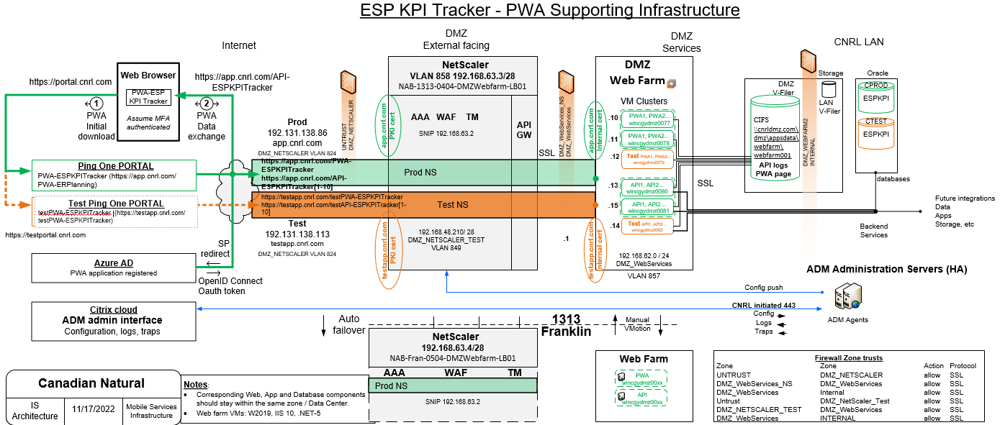 ESP KPI Tracker - PWA Supporting Infrastructure
Internet
DMZ
External facing
DMZ
Services
CNRL LAN
https://portal.cnrl.com
Web Browser
PWA-ESP
KPI Tracker
Assume MFA
authenticated
https://app.cnrl.com/API-
ESPKPITracker
1
PWA
Initial
download
2
PWA
Data
exchange
Ping One PORTAL
PWA-ESPKPITracker (https://app.cnrl.com/
PWA-ERPlanning)
Test Ping One PORTAL
testPWA-ESPKPITracker (https://testapp.cnrl.com/
testPWA-ESPKPITracker)
https://testportal.cnrl.com
Azure AD
PWA application registered
SP
redirect
OpenID Connect
Oauth token
Citrix cloud
ADM admin interface
Configuration, logs, traps
Prod
192.131.138.86
app.cnrl.com
DMZ_NETSCALER VLAN 824
https://app.cnrl.com/PWA-
ESPKPITracker
https://app.cnrl.com/API-
ESPKPITracker[1-10]
Prod NS
https://testapp.cnrl.com/testPWA-ESPKPITracker
https://testapp.cnrl.com/testAPI-ESPKPITracker[1-
10]
Test NS
Test
192.131.138.113
testapp.cnrl.com
DMZ_NETSCALER VLAN 824
UNTRUST
DMZ_NETSCALER
NetScaler
VLAN 858 192.168.63.3/28
NAB-1313-0404-DMZWebfarm-LB01
app.cnrl.com
PKI cert
AAA WAF TM
SNIP 192.168.63.2
API
GW
SSL
192.168.48.210/ 28
DMZ_NETSCALER_TEST
VLAN 849
testapp.cnrl.com
PKI cert
DMZ_WebServices_NS
DMZ_WebServices
.1
app.cnrl.com
Internal cert
testapp.cnrl.com
Internal cert
DMZ
Web Farm
VM Clusters
.10
PWA1, PWA2...
wincgydmz0077
.11
PWA1, PWA2...
wincgydmz0078
.12
Test PWA1, PWA2...
wincgydmz0079
.13
API1, API2...
wincgydmz0080
.15
API1, API2...
wincgydmz0081
.14
Test API1, API2...
wincgydmz0082
192.168.62.0 / 24
DMZ_WebServices
VLAN 857
SSL
DMZ
V-Filer
CIFS
\\cnrldmz.com\
dmz\appsdata\
webfarm\
webfarm001
API logs
PWA page
DMZ_WEBFARMZ
INTERNAL
Storage
LAN
V-Filer
Oracle
CPROD
ESPKPI
CTEST
ESPKPI
databases
Backend
Services
Future integrations
Data
Apps
Storage, etc
ADM Administration Servers (HA)
ADM Agents
Config push
CNRL initiated 443
Config
Logs
Traps
Auto
failover
1313
Franklin
Manual
VMotion
NetScaler
192.168.63.4/28
NAB-Fran-0504-DMZWebfarm-LB01
AAA WAF TM
Prod NS
SNIP 192.168.63.2
Web Farm
PWA
wincgydmz00xx
API
wincgydmz00xx
Firewall Zone trusts
Zone Zone Action Protocol
UNTRUST DMZ_NETSCALER allow SSL
DMZ_WebServices_NS DMZ_WebServices allow SSL
DMZ_WebServices Internal allow SSL
Untrust DMZ_NetScaler_Test allow SSL
DMZ_NETSCALER_TEST DMZ_WebServices allow SSL
DMZ_WebServices INTERNAL allow SSL
Canadian Natural
IS
Architecture
11/17/2022
Mobile Services
Infrastructure
Notes:
• Corresponding Web, App and Database components
should stay within the same zone / Data Center.
• Web farm VMs: W2019, IIS 10, .NET-5